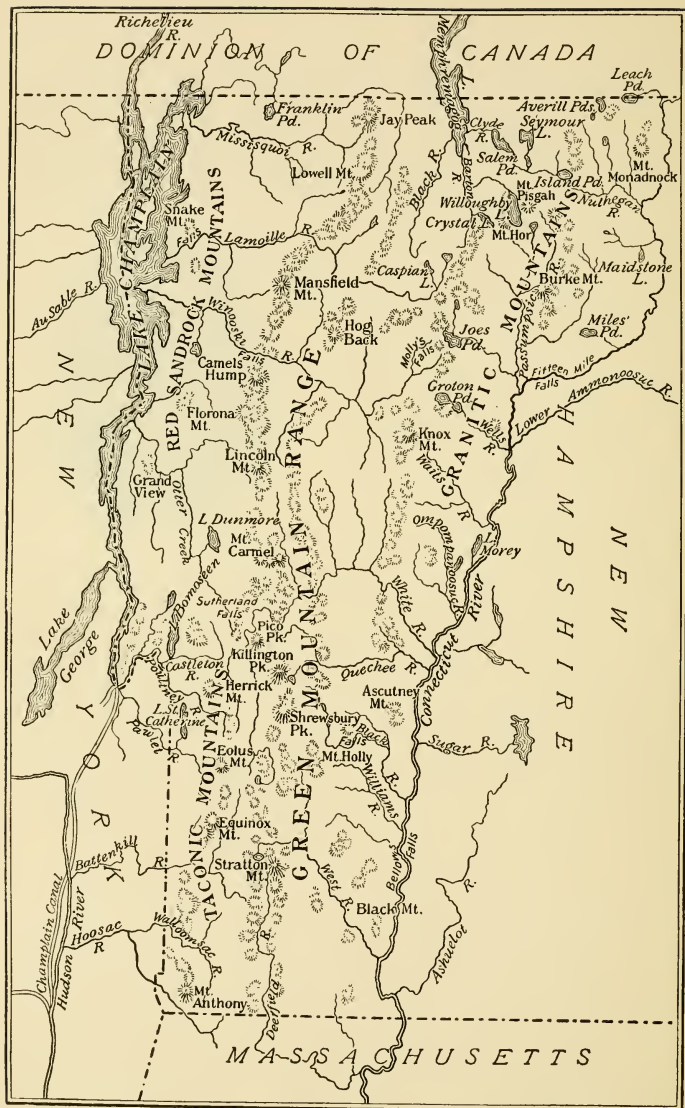 Richelieu
R.
DOMINION OF CANADA
Memphremagog
L.
Leach
Pd.
Franklin
Pd.
Jay Peak
Averill Pds.
Seymour
L.
Clyde
R.
Missisquoi R.
Salem
Pd.
Mt.
Monadnock
Lowell Mt.
Black R.
Barton
R.
Island Pd.
Mt.
Pisgah
Nulhegan
R.
Willoughby
L.
LAKE CHAMPLAIN
Snake
Mt.
Crystal L.
Mt.Hor
Falls
Lamoille R.
Caspian
L.
Maidstone
L.
Burke Mt.
AuSable R.
Mansfield
Mt.
Winooski
Falls
R.
Hog
Back
Joes
Pd.
Passumpsic R.
Miles'
Pd.
Molly's
Falls
Camels
Hump
Fifteen Mile
Falls
Groton
Pd.
Lower Ammonoosuc R.
RED SANDROCK MOUNTAINS
Florona
Mt.
Wells
R.
Knox
Mt.
Lincoln
Mt.
Waits
R.
GRANITIC MOUNTAINS
Grand
View
Otter Creek
L Dunmore
L.
Morey
Ompompanoosuck
Mt.
Carmel
Bomoseen
L.
Sutherland
Falls
White R.
Connecticut River
Lake
George
Pico
Pk.
Castleton
R.
Killington
Pk.
Quechee R.
Poultney
R.
Herrick
Mt.
Ascutney
Mt.
L.St.
Catherine
Shrewsbury
Pk.
Black
Falls
R.
Sugar R.
Pawlet
R.
Eolus
Mt.
Mt.Holly
Williams
R.
TACONIC MOUNTAINS
GREEN MOUNTAIN RANGE
Equinox
Mt.
Battenkill R.
Stratton
Mt.
Bellows
Falls
West
R.
Champlain Canal
Hudson River
Hoosac
R
Walloomsac
R.
Black Mt.
Ashuelot R.
Mt.
Anthony
Deerfield
R.
NEW YORK
NEW
HAMPSHIRE
MASSACHUSETTS